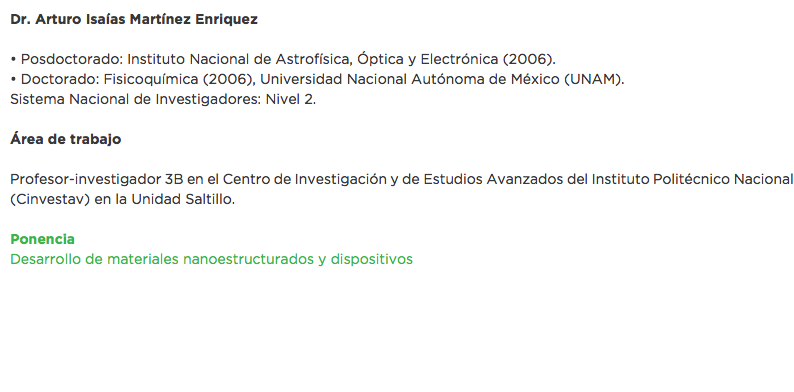 Dr. Arturo Isaías Martínez Enriquez
• Posdoctorado: Instituto Nacional de Astrofísica, Óptica y Electrónica (2006).
• Doctorado: Fisicoquímica (2006), Universidad Nacional Autónoma de México (UNAM).
Sistema Nacional de Investigadores: Nivel 2.
Área de trabajo
Profesor-investigador 3B en el Centro de Investigación y de Estudios Avanzados del Instituto Politécnico Nacional
(Cinvestav) en la Unidad Saltillo.
Ponencia
Desarrollo de materiales nanoestructurados y dispositivos